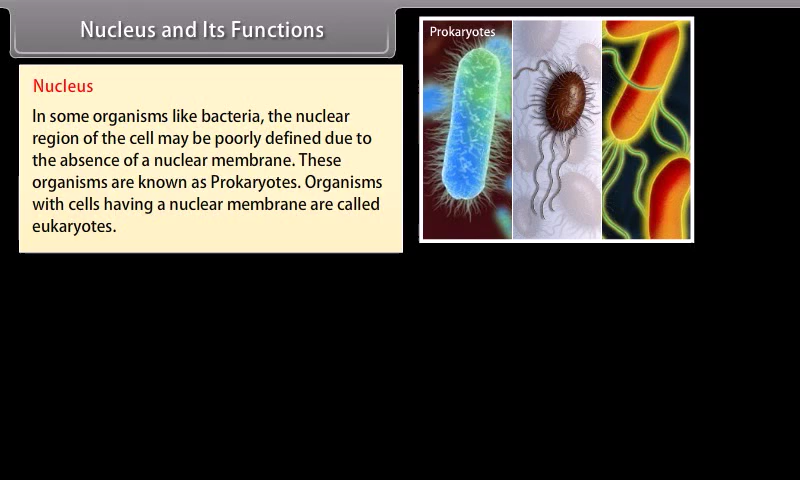 Nucleus and Its Functions
Prokaryotes
Nucleus
In some organisms like bacteria, the nuclear
region of the cell may be poorly defined due to
the absence of a nuclear membrane. These
organisms are known as Prokaryotes. Organisms
with cells having a nuclear membrane are called
eukaryotes.